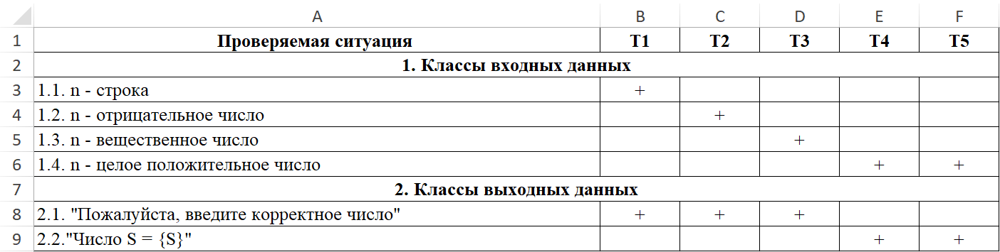 A B C D E F
1 Проверяемая ситуация T1 T2 T3 T4 T5
2 1. Классы входных данных
3 1.1. n - строка +
4 1.2. n - отрицательное число +
5 1.3. n - вещественное число +
6 1.4. n - целое положительное число + +
7 2. Классы выходных данных
8 2.1. "Пожалуйста, введите корректное число" + + +
9 2.2."Число S = {S}" + +